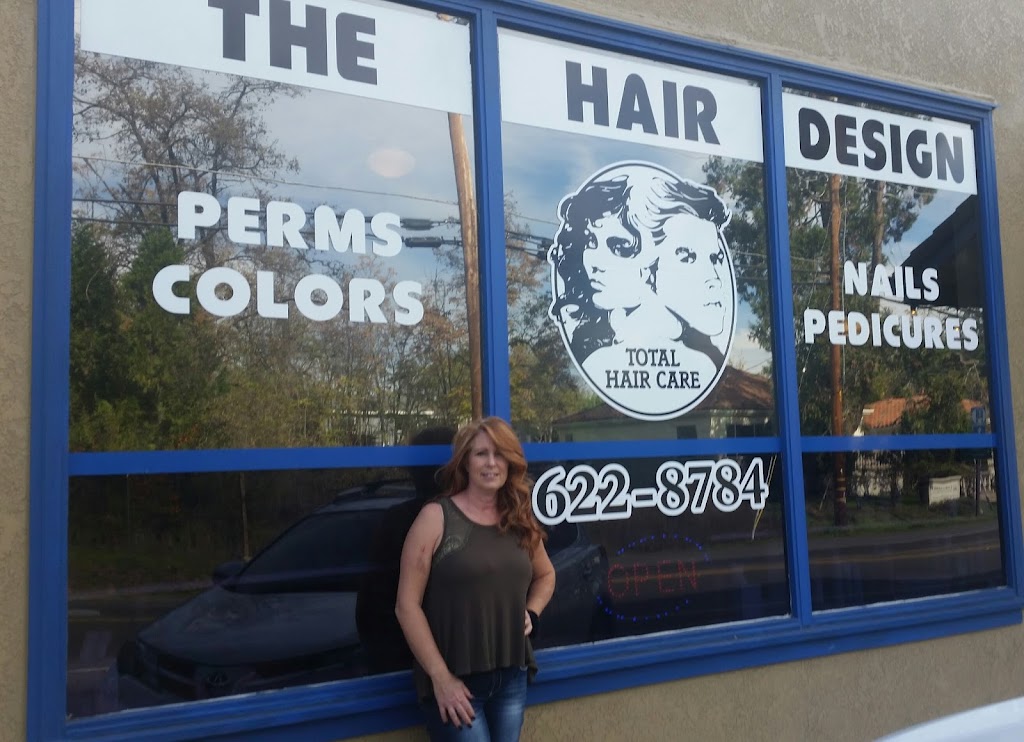 THE HAIR DESIGN
PERMS
COLORS
TOTAL
HAIR CARE
NAILS
PEDICURES
622-8784
OPEN